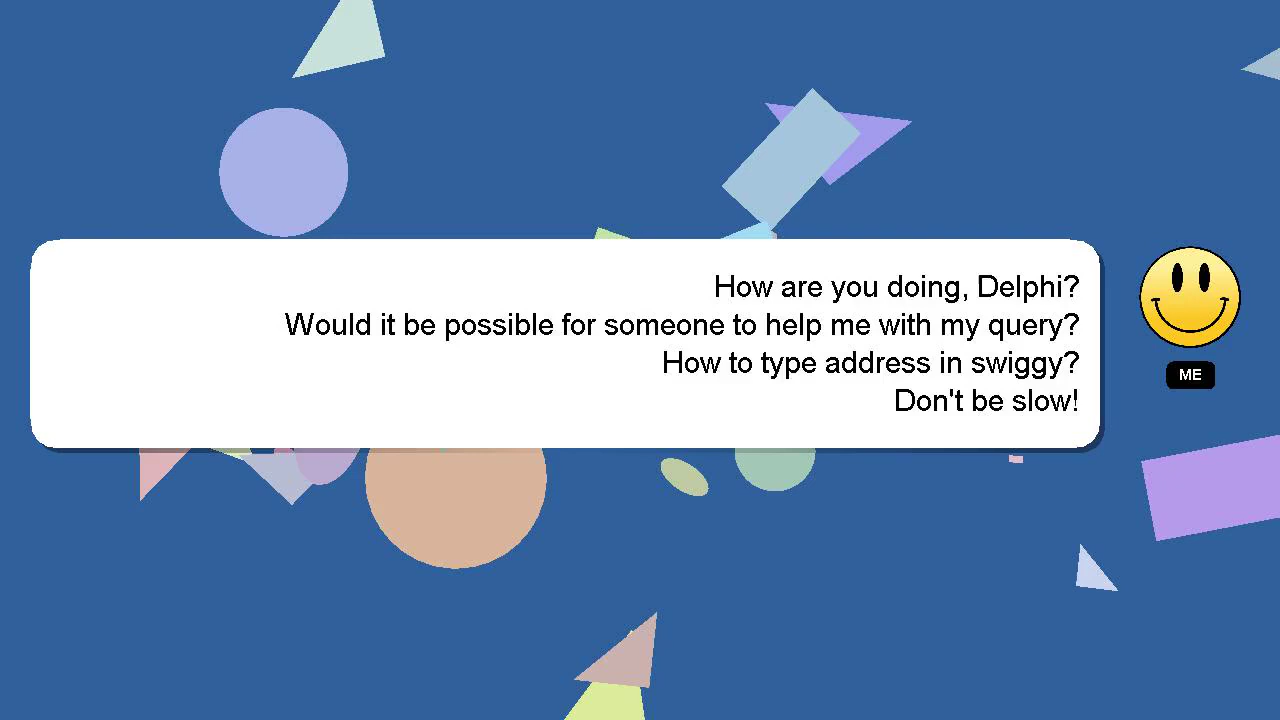 How are you doing, Delphi?
Would it be possible for someone to help me with my query?
How to type address in swiggy?
Don't be slow!
ME